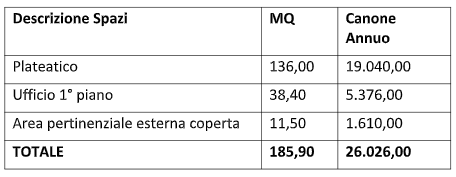 Descrizione Spazi MQ Canone
Annuo
Plateatico 136,00 19.040,00
Ufficio 1° piano 38,40 5.376,00
Area pertinenziale esterna coperta 11,50 1.610,00
TOTALE 185,90 26.026,00